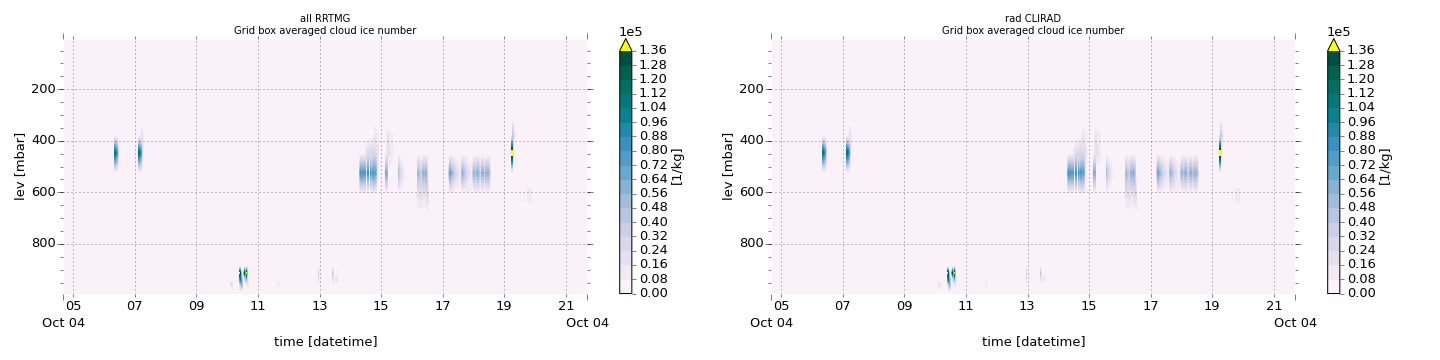 all RRTMG
Grid box averaged cloud ice number
1e5
1.36
1.28
1.20
1.12
1.04
0.96
0.88
0.80
0.72
0.64
0.56
0.48
0.40
0.32
0.24
0.16
0.08
0.00
[1/kg]
lev [mbar]
200
400
600
800
05 07 09 11 13 15 17 19 21
Oct 04 Oct 04
time [datetime]
rad CLIRAD
Grid box averaged cloud ice number
1e5
1.36
1.28
1.20
1.12
1.04
0.96
0.88
0.80
0.72
0.64
0.56
0.48
0.40
0.32
0.24
0.16
0.08
0.00
[1/kg]
lev [mbar]
200
400
600
800
05 07 09 11 13 15 17 19 21
Oct 04 Oct 04
time [datetime]